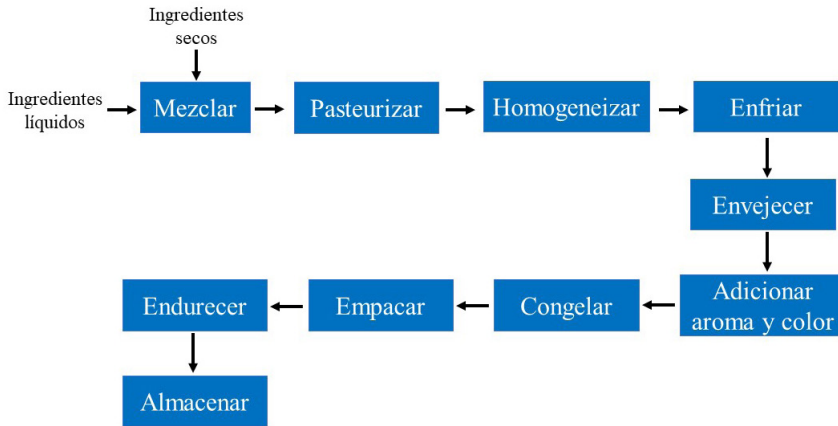 Ingredientes
secos
Ingredientes
líquidos
Mezclar
Pasteurizar
Homogeneizar
Enfriar
Envejecer
Adicionar
aroma y color
Congelar
Empacar
Endurecer
Almacenar